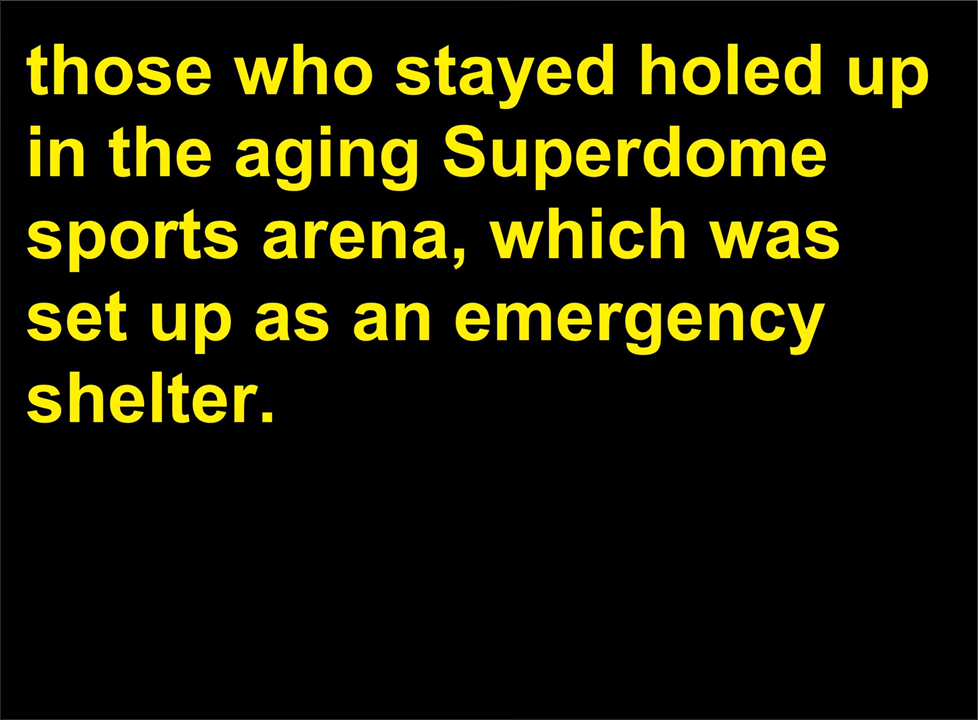 those who stayed holed up
in the aging Superdome
sports arena, which was
set up as an emergency
shelter.